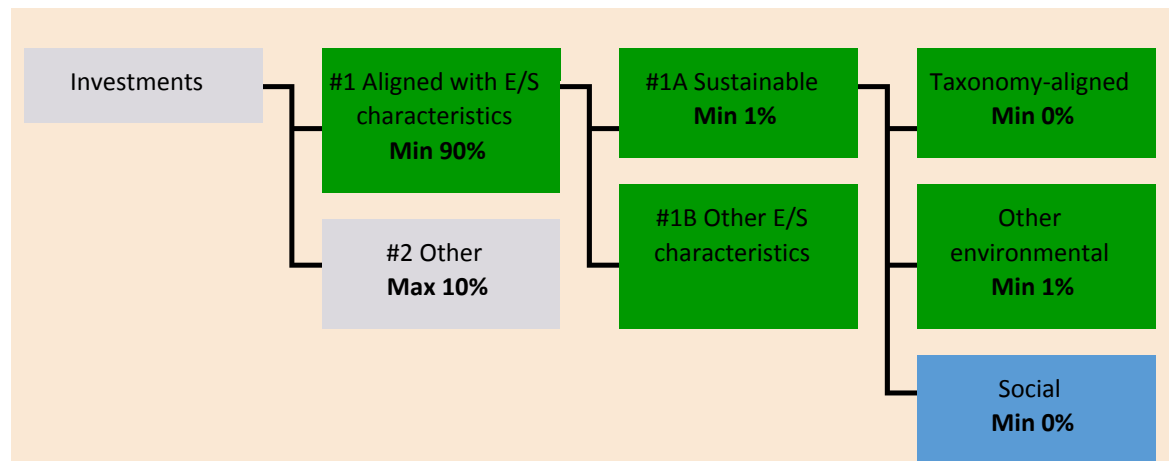 Investments
#1 Aligned with E/S
characteristics
Min 90%
#2 Other
Max 10%
#1A Sustainable
Min 1%
#1B Other E/S
characteristics
Taxonomy-aligned
Min 0%
Other
environmental
Min 1%
Social
Min 0%